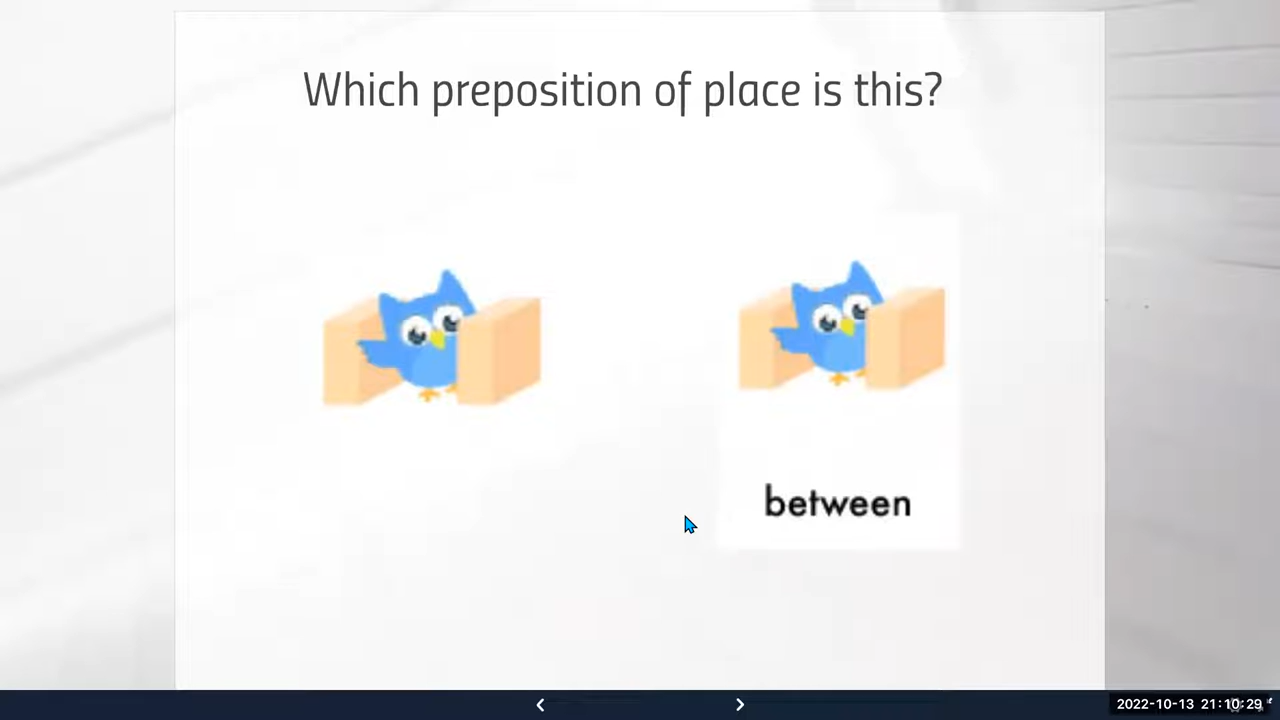 Which preposition of place is this?
between
2022-10-13 21:10:29